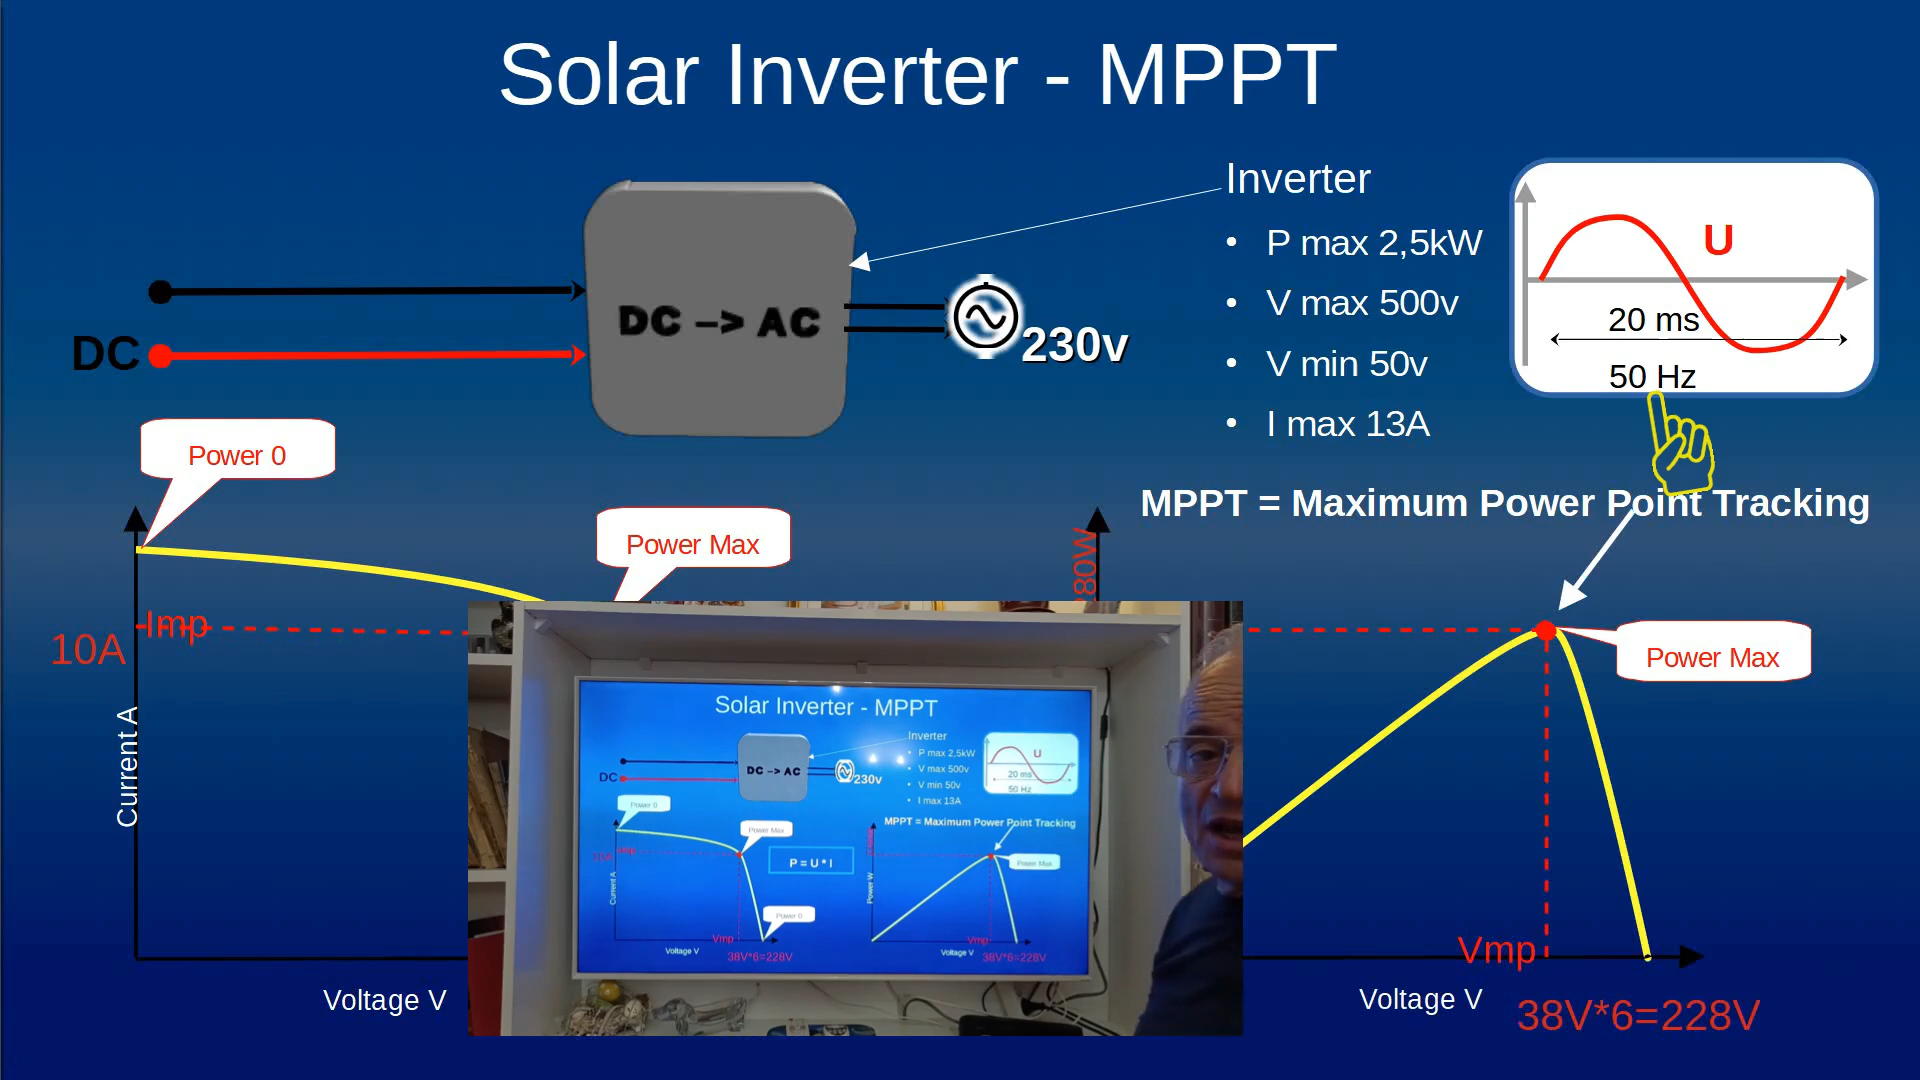 Solar Inverter - MPPT
Inverter
• P max 2,5kW
• V max 500v
• V min 50v
• I max 13A
U
20 ms
50 Hz
DC
DC –> AC
230v
Power 0
Power Max
MPPT = Maximum Power Point Tracking
Imp
10A
Current A
Voltage V
Power Max
Vmp
Voltage V
38V*6=228V
Solar Inverter - MPPT
Inverter
• P max 2,5kW
• V max 500v
• V min 50v
• I max 13A
U
20 ms
50 Hz
DC
DC –> AC
230v
Power 0
Power Max
MPPT = Maximum Power Point Tracking
P = U * I
Imp
Current A
Power 0
Vmp
Voltage V
38V*6=228V
Power W
Power Max
Vmp
Voltage V
38V*6=228V